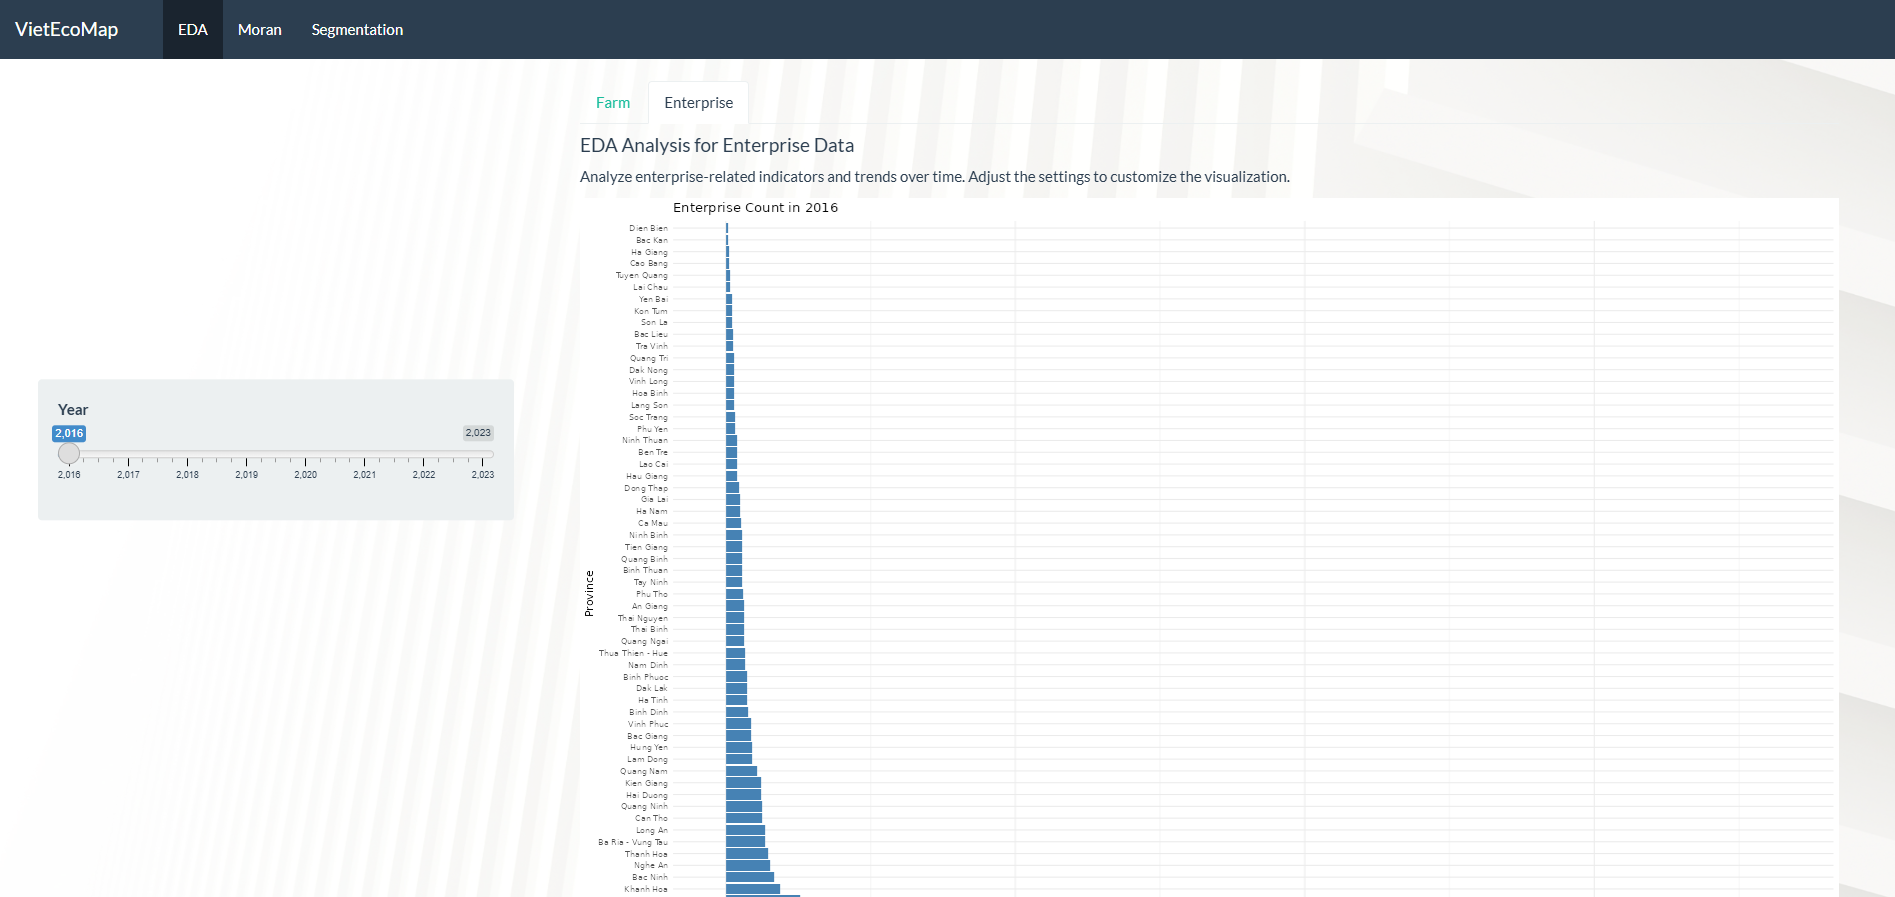 VietEcoMap EDA Moran Segmentation
Farm Enterprise
EDA Analysis for Enterprise Data
Analyze enterprise-related indicators and trends over time. Adjust the settings to customize the visualization.
Year
2,016 2,023
2,016 2,017 2,018 2,019 2,020 2,021 2,022 2,023
Enterprise Count in 2016
Province
Dien Bien
Bac Kan
Ha Giang
Cao Bang
Tuyen Quang
Lai Chau
Yen Bai
Kon Tum
Son La
Bac Lieu
Tra Vinh
Quang Tri
Dak Nong
Vinh Long
Hoa Binh
Lang Son
Soc Trang
Phu Yen
Ninh Thuan
Ben Tre
Lao Cai
Hau Giang
Dong Thap
Gia Lai
Ha Nam
Ca Mau
Ninh Binh
Tien Giang
Quang Binh
Binh Thuan
Tay Ninh
Phu Tho
An Giang
Thai Nguyen
Thai Binh
Quang Ngai
Thua Thien - Hue
Nam Dinh
Binh Phuoc
Dak Lak
Ha Tinh
Binh Dinh
Vinh Phuc
Bac Giang
Hung Yen
Lam Dong
Quang Nam
Kien Giang
Hai Duong
Quang Ninh
Can Tho
Long An
Ba Ria - Vung Tau
Thanh Hoa
Nghe An
Bac Ninh
Khanh Hoa